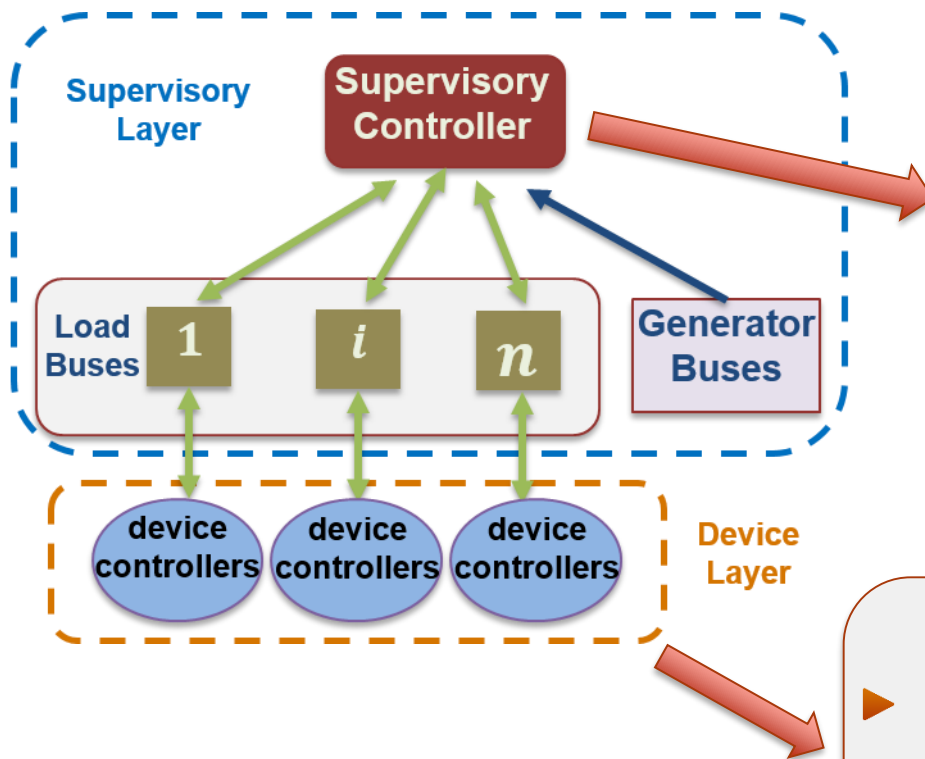 Supervisory
Layer
Supervisory
Controller
Load
Buses
1
i
n
Generator
Buses
device
controllers
device
controllers
device
controllers
Device
Layer